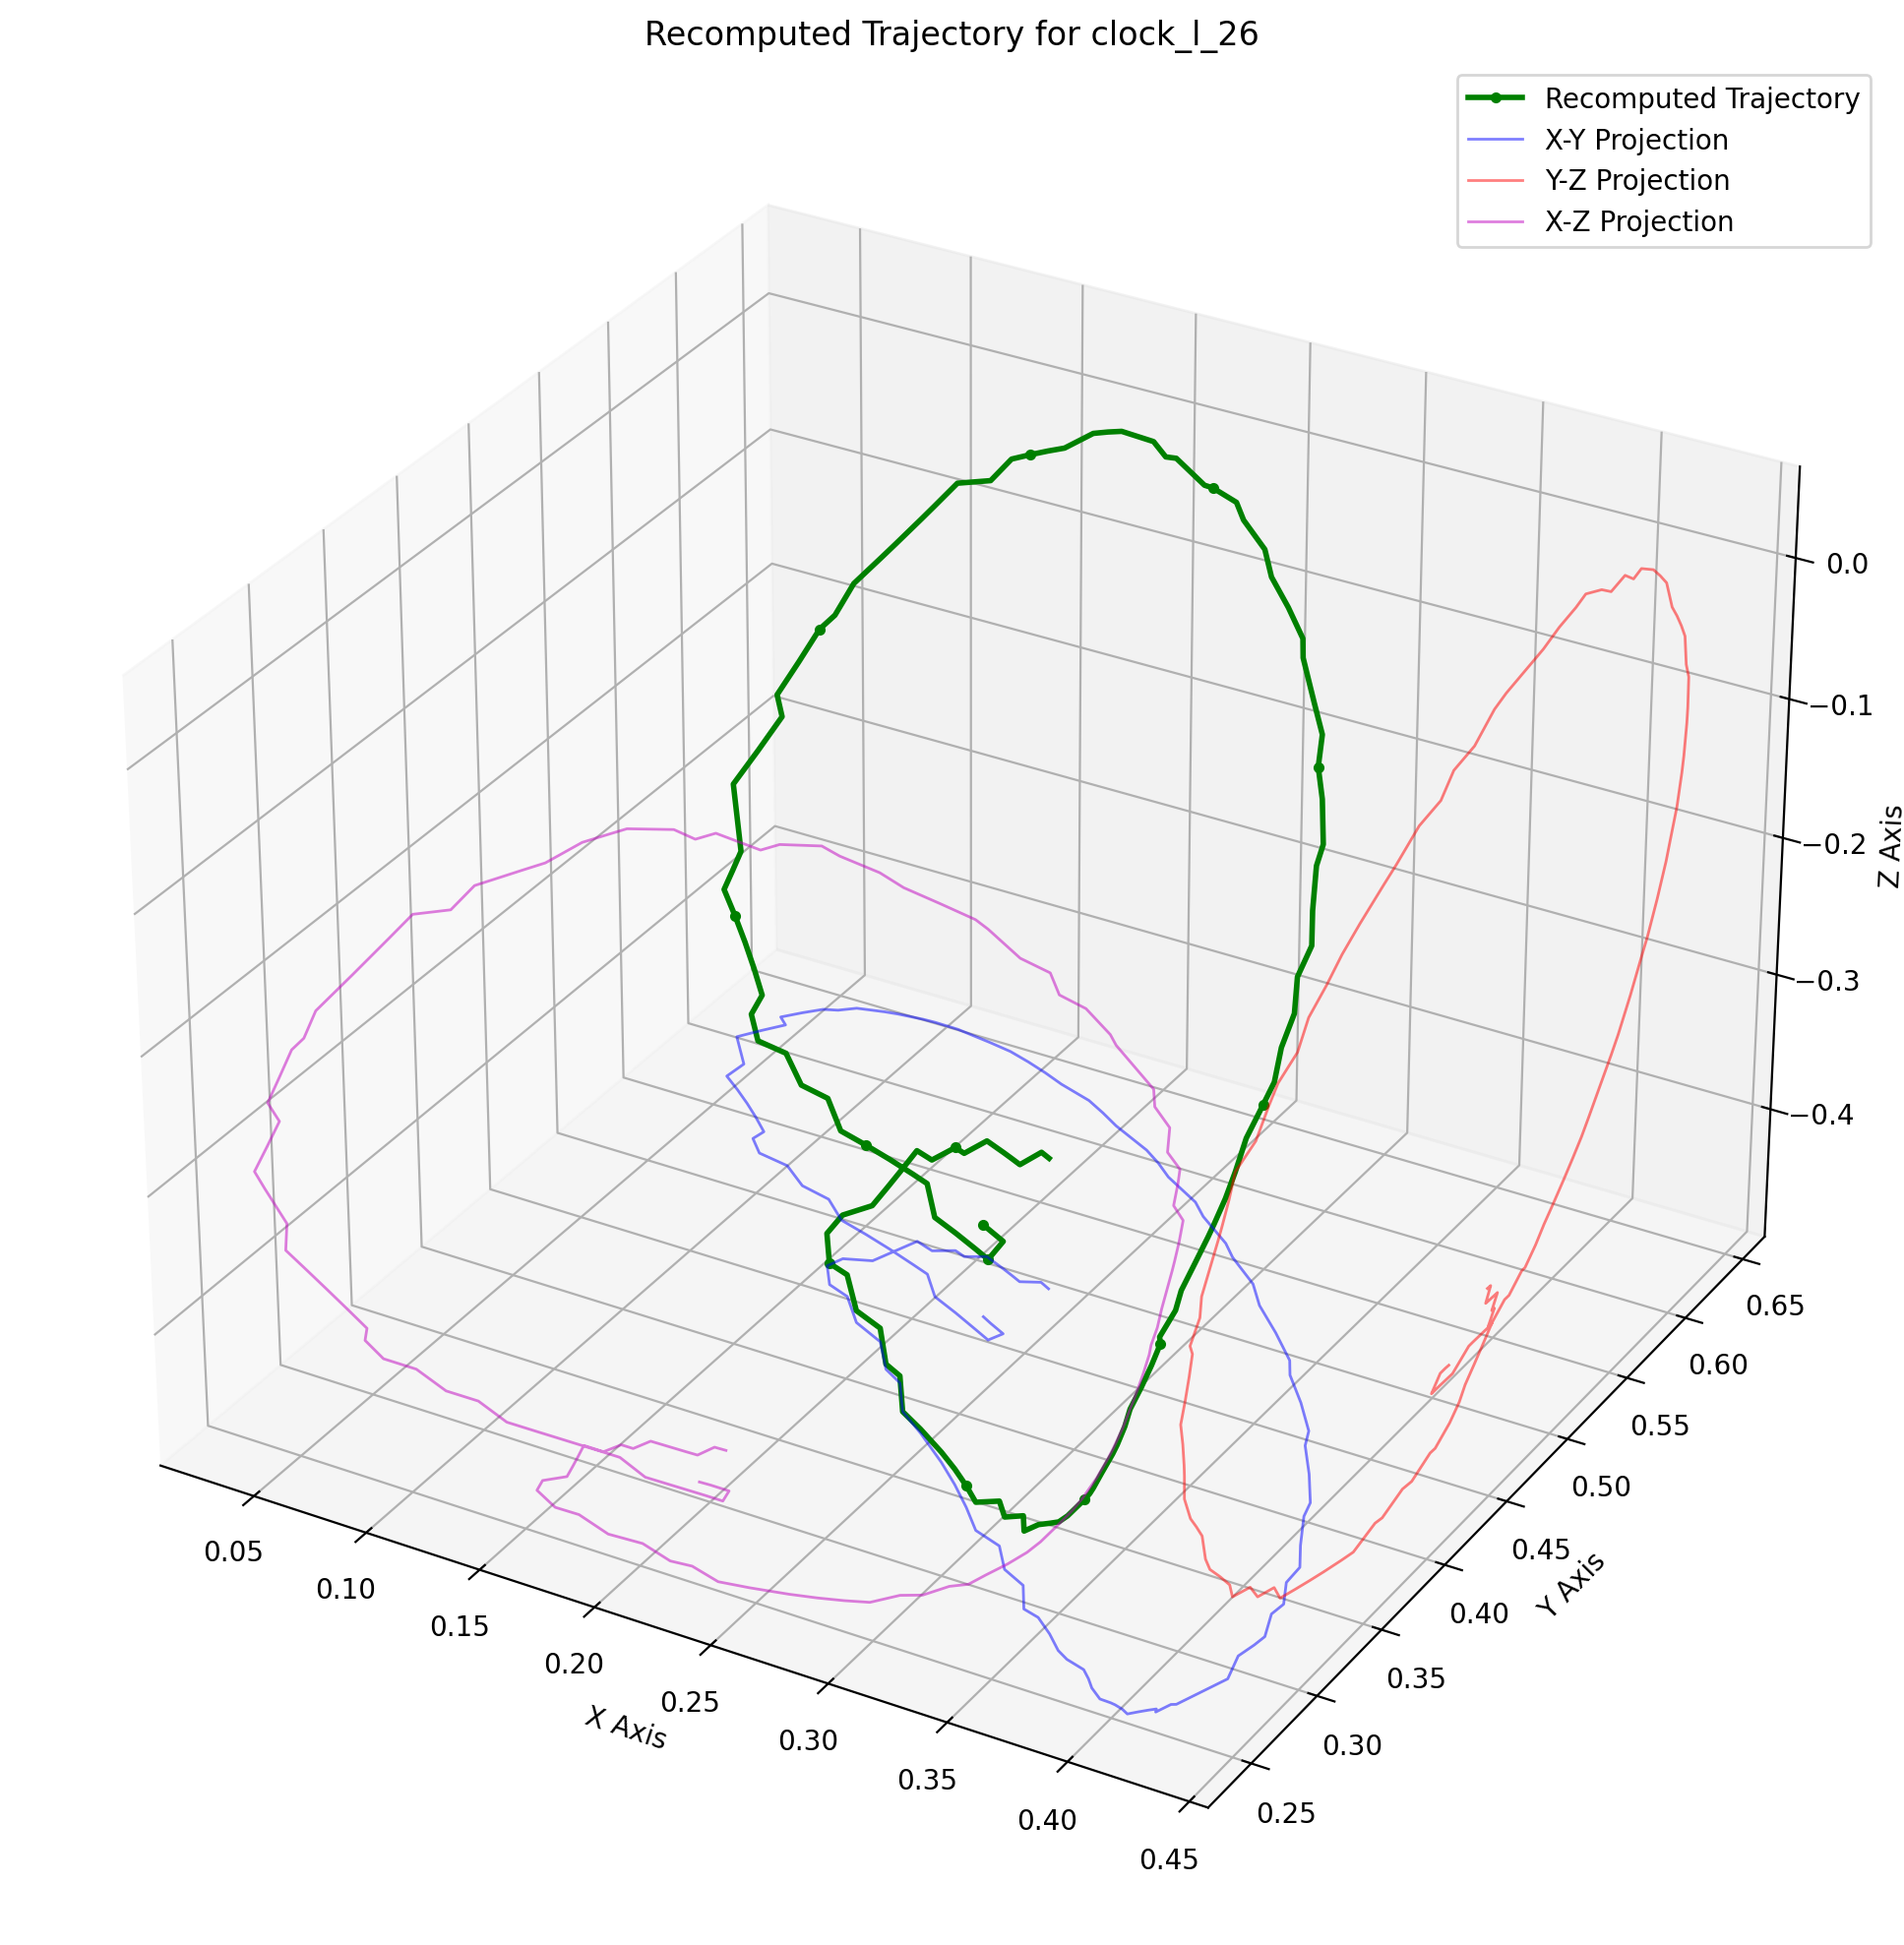 Recomputed Trajectory for clock_l_26
Recomputed Trajectory
X-Y Projection
Y-Z Projection
X-Z Projection
0.0
−0.1
−0.2
−0.3
−0.4
Z Axis
0.65
0.60
0.55
0.50
0.45
0.40
0.35
0.30
0.25
Y Axis
0.05
0.10
0.15
0.20
0.25
0.30
0.35
0.40
0.45
X Axis